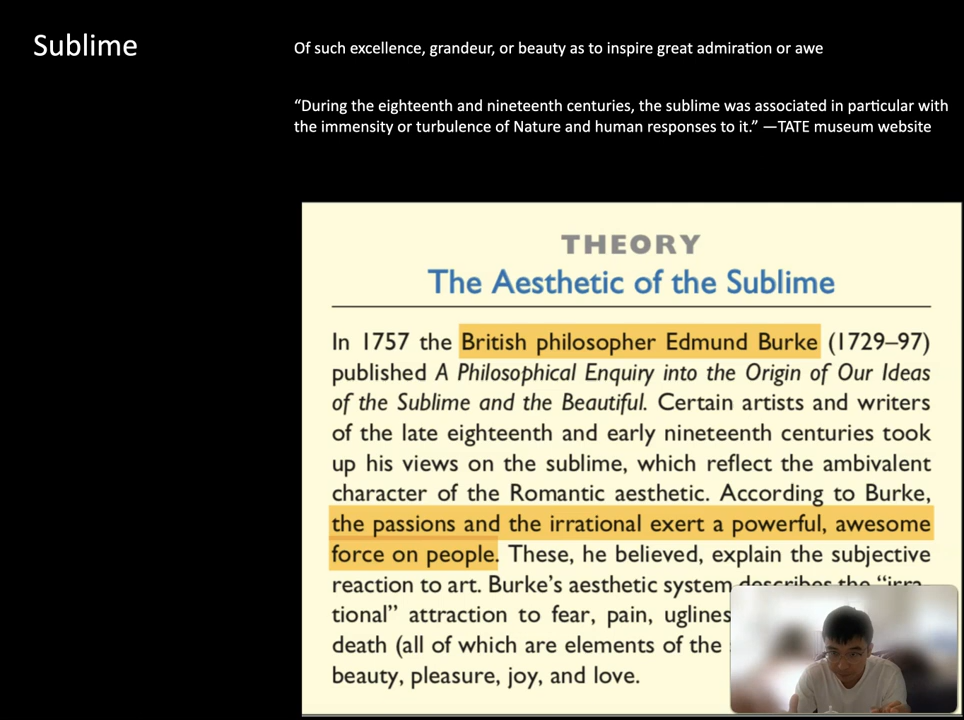 Sublime
Of such excellence, grandeur, or beauty as to inspire great admiration or awe
“During the eighteenth and nineteenth centuries, the sublime was associated in particular with
the immensity or turbulence of Nature and human responses to it.” —TATE museum website
THEORY
The Aesthetic of the Sublime
In 1757 the British philosopher Edmund Burke (1729–97)
published A Philosophical Enquiry into the Origin of Our Ideas
of the Sublime and the Beautiful. Certain artists and writers
of the late eighteenth and early nineteenth centuries took
up his views on the sublime, which reflect the ambivalent
character of the Romantic aesthetic. According to Burke,
the passions and the irrational exert a powerful, awesome
force on people. These, he believed, explain the subjective
reaction to art. Burke’s aesthetic system describes the “irra-
tional” attraction to fear, pain, ugliness
death (all of which are elements of the
beauty, pleasure, joy, and love.